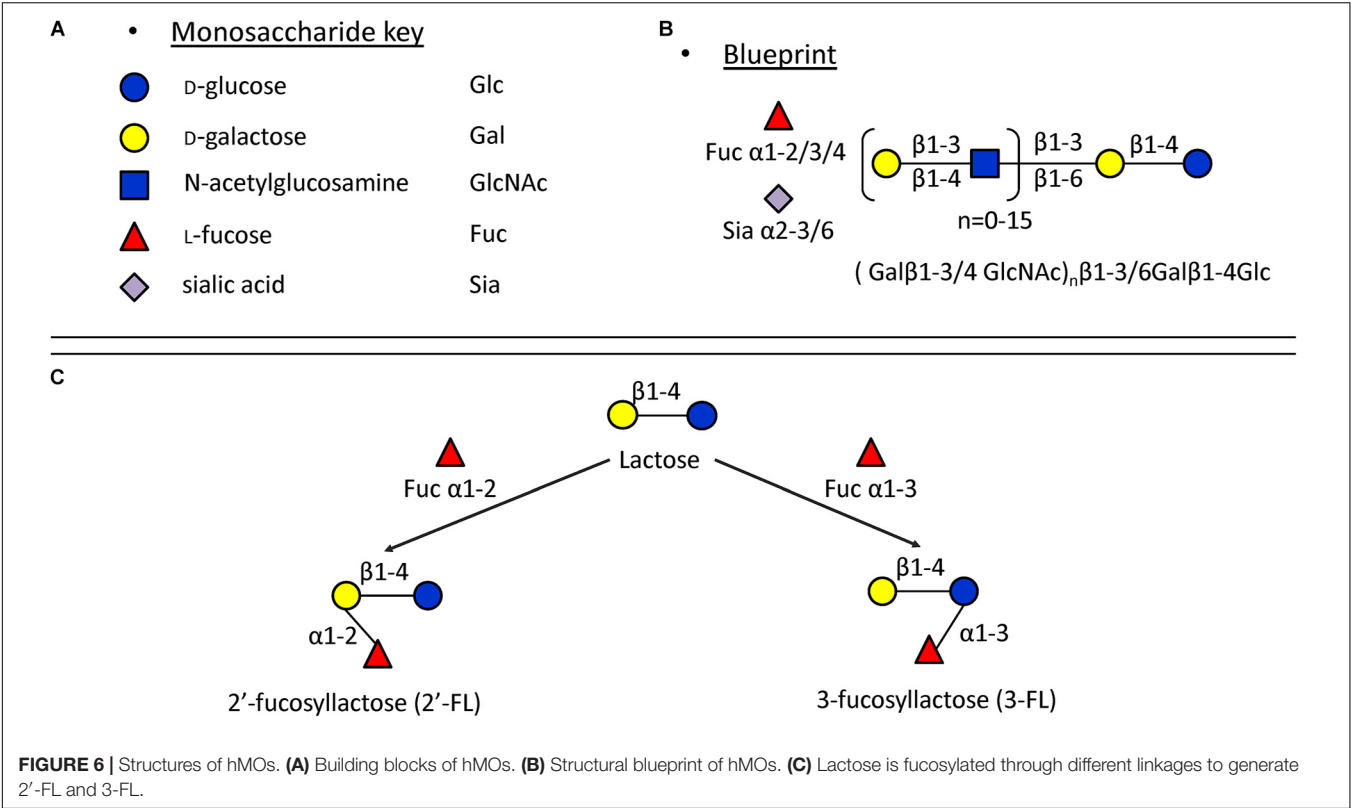 A
• Monosaccharide key
D-glucose Glc
D-galactose Gal
N-acetylglucosamine GlcNAc
L-fucose Fuc
sialic acid Sia
B
• Blueprint
Fuc α1-2/3/4
Sia α2-3/6
β1-3 β1-3 β1-4
β1-4 β1-6
n=0-15
( Galβ1-3/4 GlcNAc)nβ1-3/6Galβ1-4Glc
C
β1-4
Lactose
Fuc α1-2
Fuc α1-3
β1-4
α1-2
2′-fucosyllactose (2′-FL)
β1-4
α1-3
3-fucosyllactose (3-FL)
FIGURE 6 | Structures of hMOs. (A) Building blocks of hMOs. (B) Structural blueprint of hMOs. (C) Lactose is fucosylated through different linkages to generate
2′-FL and 3-FL.